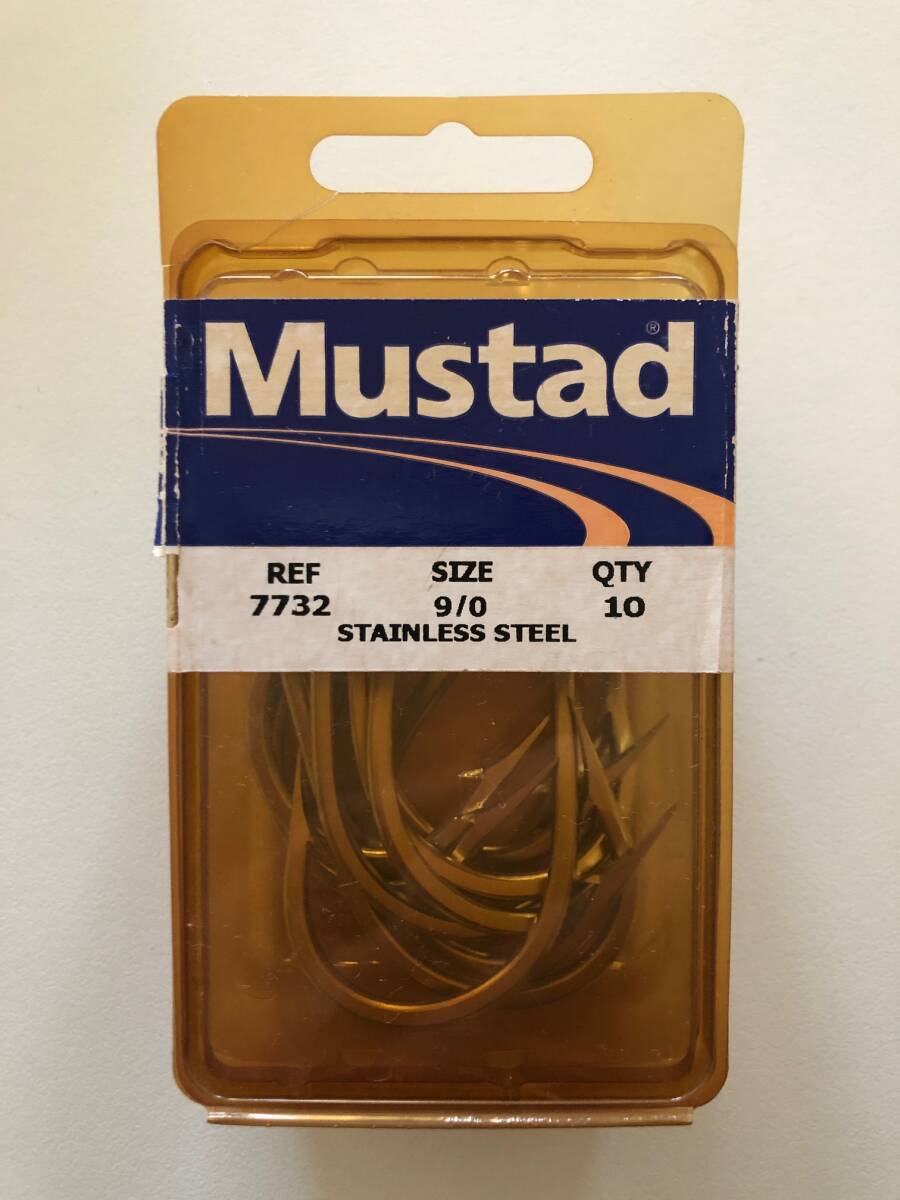 Mustad®
REF SIZE QTY
7732 9/0 10
STAINLESS STEEL